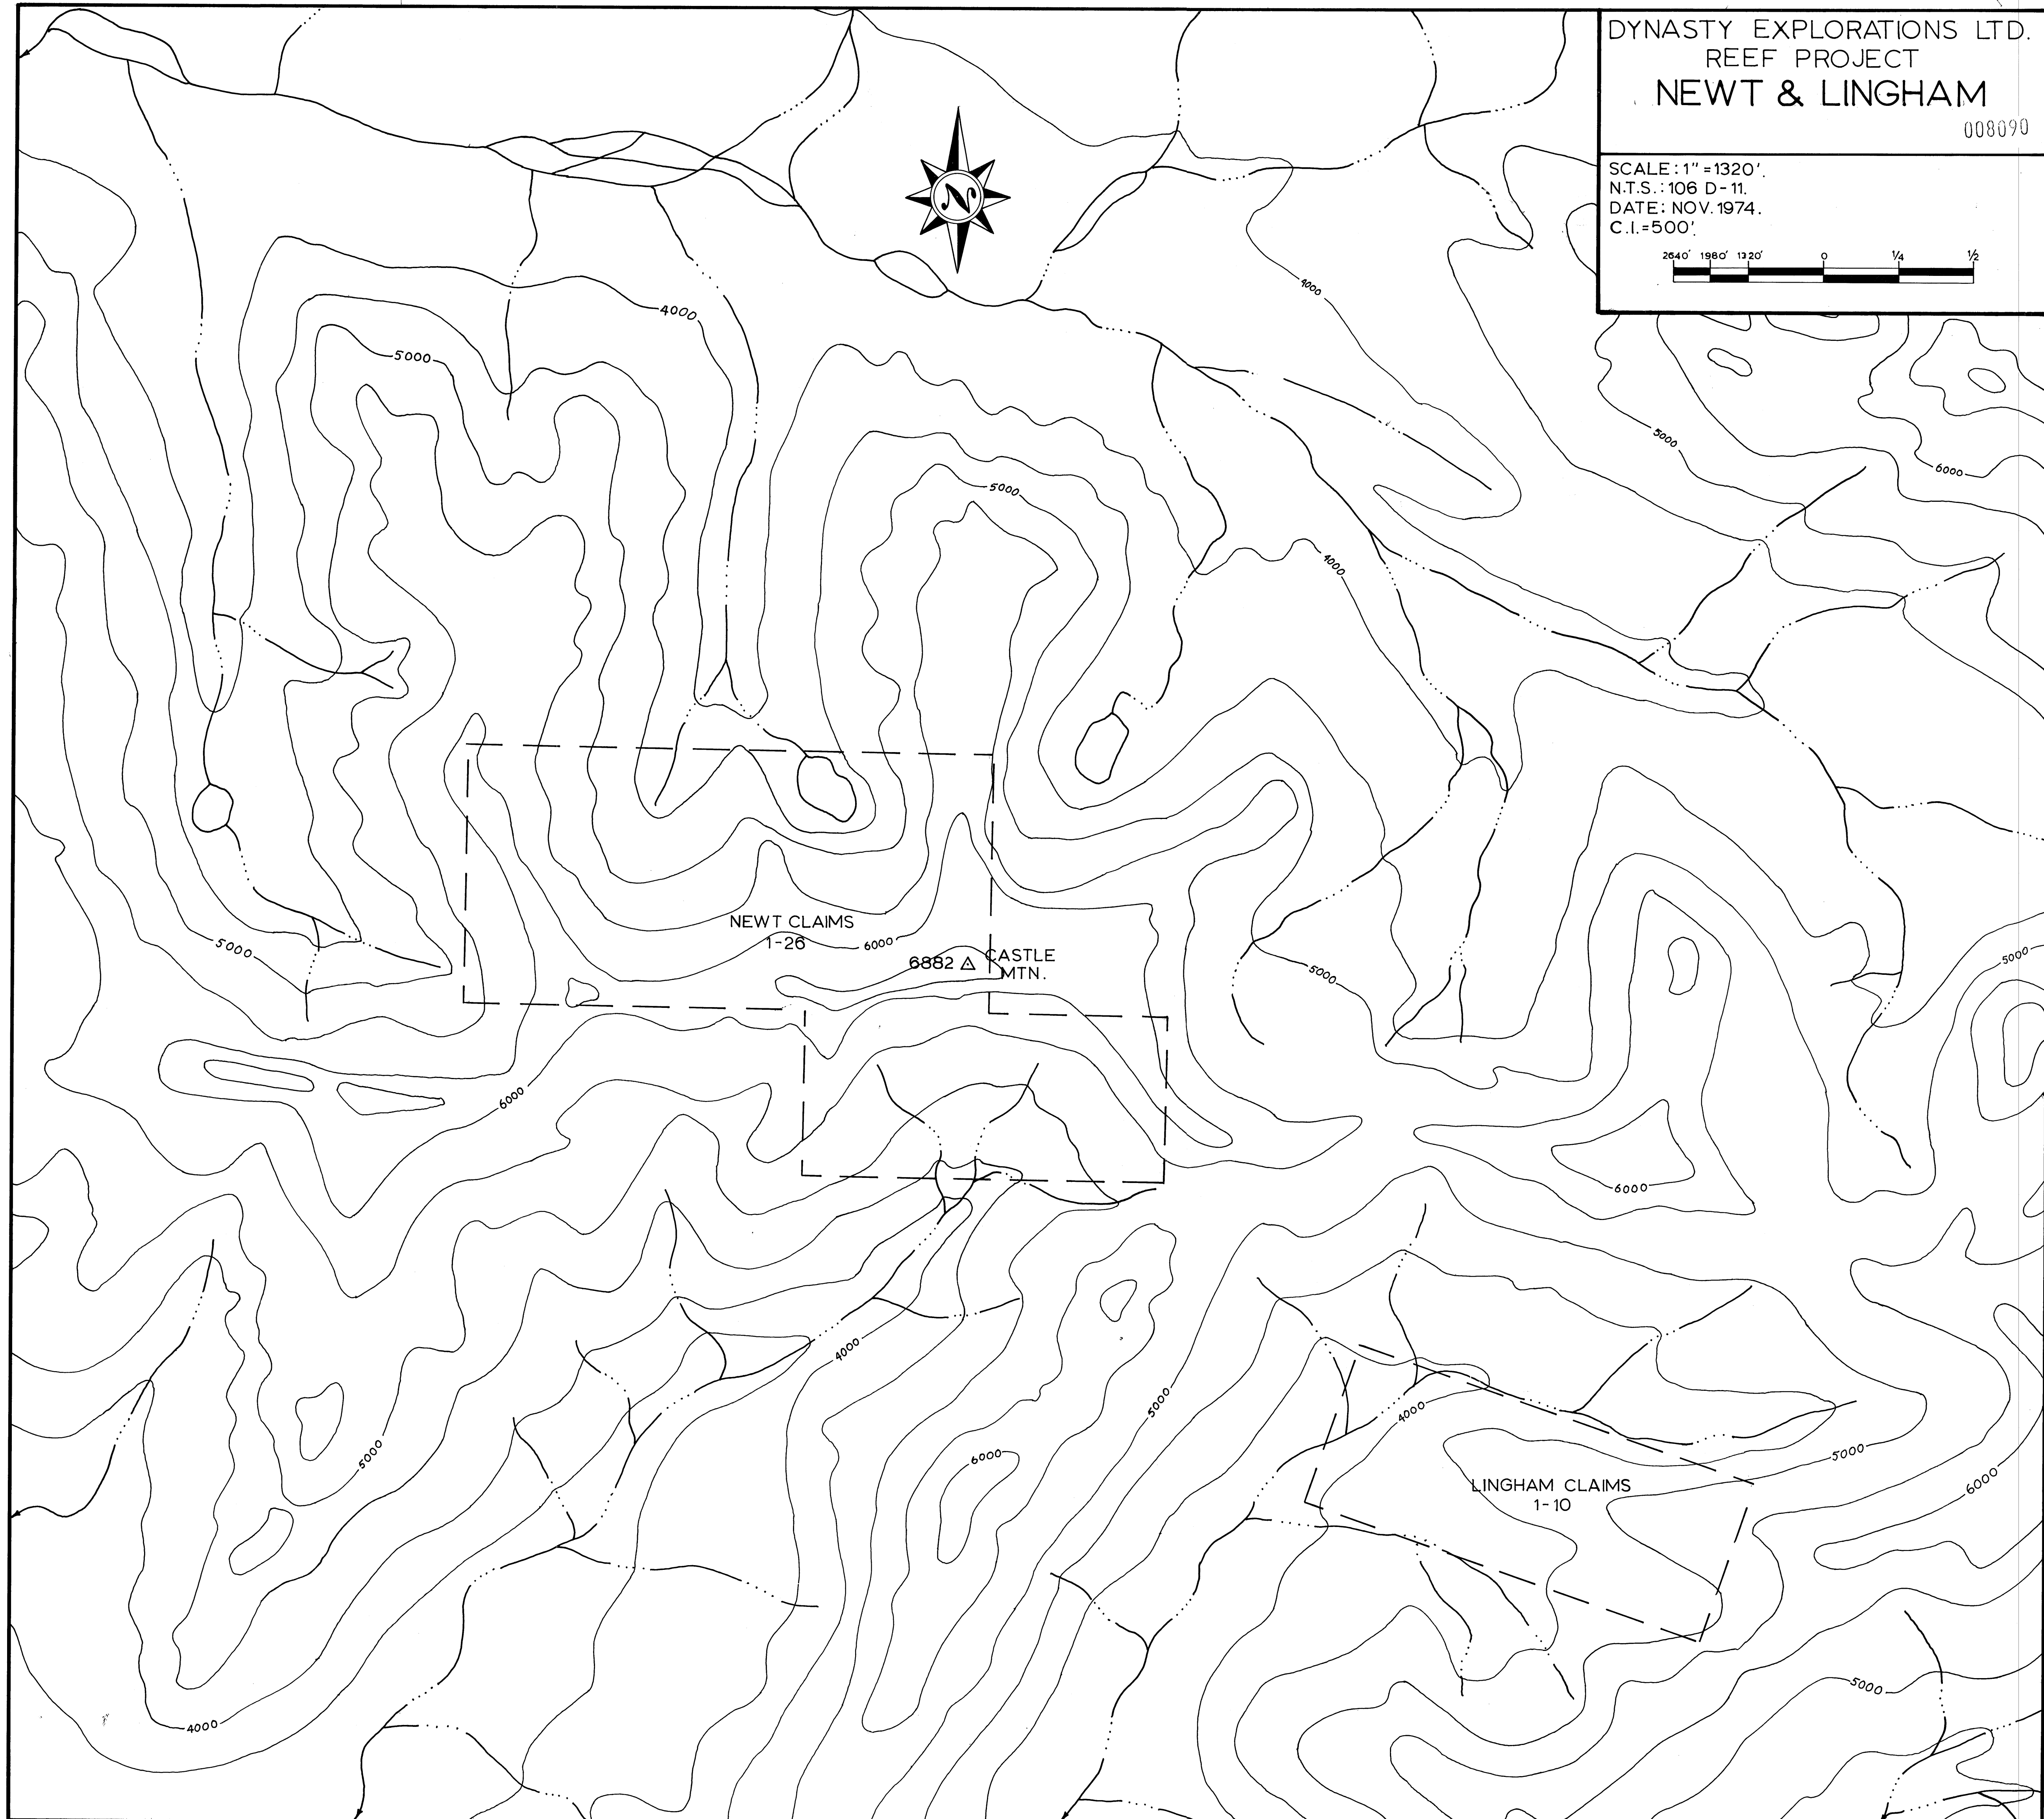 DYNASTY EXPLORATIONS LTD.
REEF PROJECT
NEWT & LINGHAM
008090
SCALE: 1" = 1320'.
N.T.S.: 106 D-11.
DATE: NOV. 1974.
C.I.=500'.
2640' 1980' 1320' 0 1/4 1/2
N
4000
4000
5000
5000
6000
5000
4000
NEWT CLAIMS
1-26
6000
5000
6882 CASTLE
MTN.
5000
5000
6000
6000
4000
5000
4000
5000
5000
6000
6000
LINGHAM CLAIMS
1-10
5000
4000